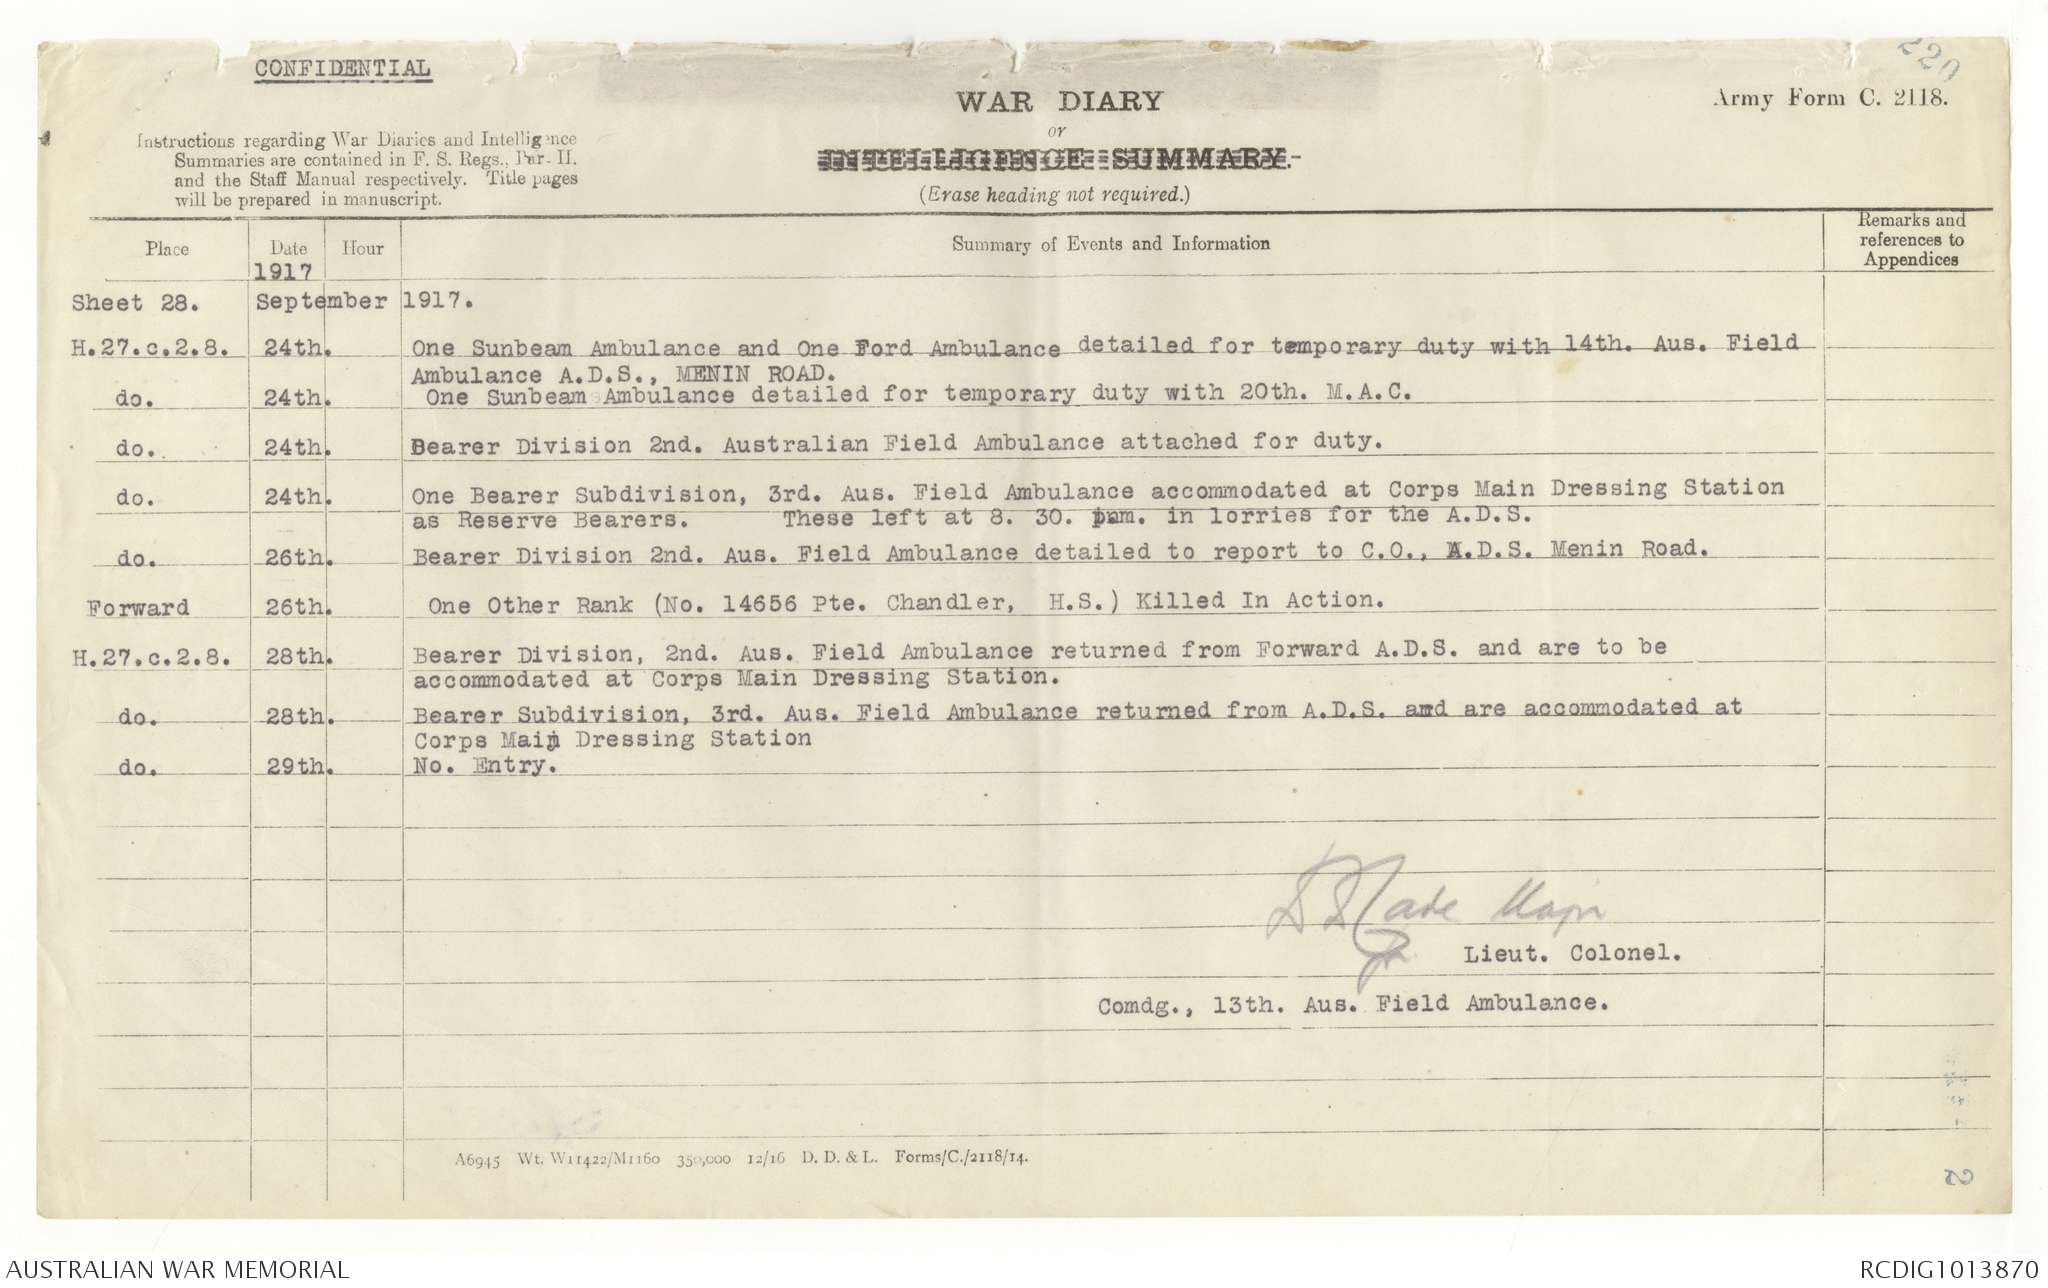 220
CONFIDENTIAL
WAR DIARY
Army Form C. 2118.
or
Instructions regarding War Diaries and Intelligence
Summaries are contained in F. S. Regs., Par- II.
and the Staff Manual respectively. Title pages
will be prepared in manuscript.
INTELLIGENCE SUMMARY.
(Erase heading not required.)
Place Date Hour Summary of Events and Information Remarks and references to Appendices
1917
Sheet 28. September 1917.
H.27.c.2.8. 24th. One Sunbeam Ambulance and One Ford Ambulance detailed for temporary duty with 14th. Aus. Field
Ambulance A.D.S., MENIN ROAD.
do. 24th. One Sunbeam Ambulance detailed for temporary duty with 20th. M.A.C.
do. 24th. Bearer Division 2nd. Australian Field Ambulance attached for duty.
do. 24th. One Bearer Subdivision, 3rd. Aus. Field Ambulance accommodated at Corps Main Dressing Station
as Reserve Bearers. These left at 8. 30. pm. in lorries for the A.D.S.
do. 26th. Bearer Division 2nd. Aus. Field Ambulance detailed to report to C.O., A.D.S. Menin Road.
Forward 26th. One Other Rank (No. 14656 Pte. Chandler, H.S.) Killed In Action.
H.27.c.2.8. 28th. Bearer Division, 2nd. Aus. Field Ambulance returned from Forward A.D.S. and are to be
accommodated at Corps Main Dressing Station.
do. 28th. Bearer Subdivision, 3rd. Aus. Field Ambulance returned from A.D.S. and are accommodated at
Corps Main Dressing Station
do. 29th. No. Entry.
Major
Lieut. Colonel.
Comdg., 13th. Aus. Field Ambulance.
A6945 Wt. W11422/M1160 350,000 12/16 D. D. & L. Forms/C./2118/14.
2
AUSTRALIAN WAR MEMORIAL
RCDIG1013870